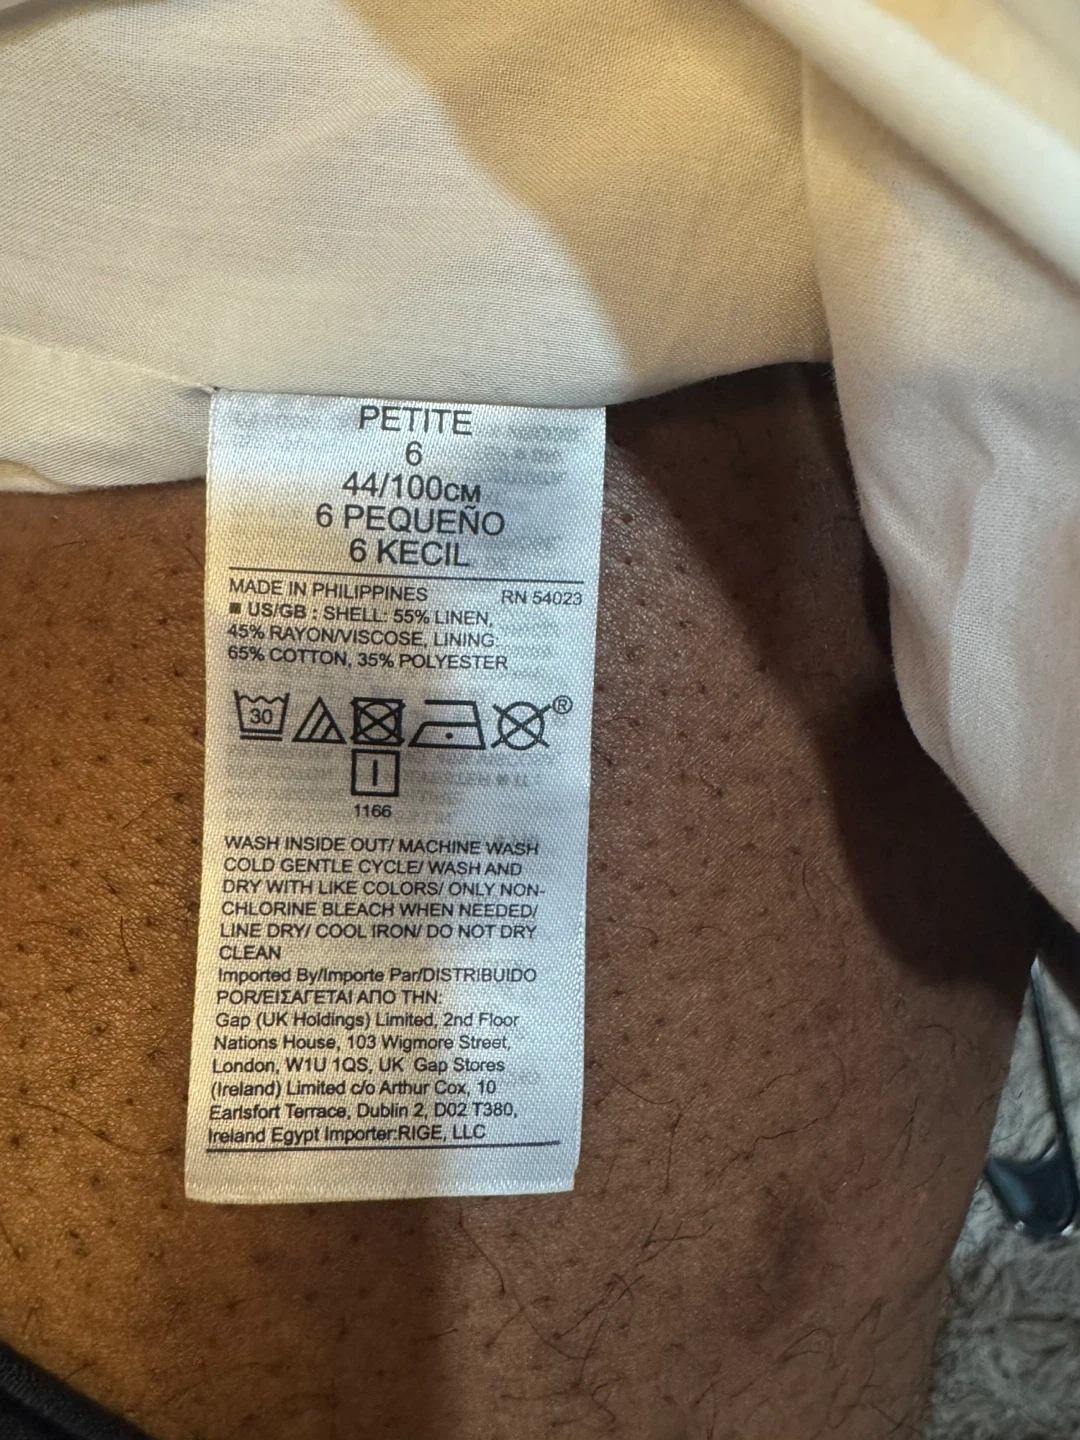 PETITE
6
44/100CM
6 PEQUEÑO
6 KECIL
MADE IN PHILIPPINES RN 54023
■ US/GB : SHELL: 55% LINEN,
45% RAYON/VISCOSE, LINING:
65% COTTON, 35% POLYESTER
30 ®
1166
WASH INSIDE OUT/ MACHINE WASH
COLD GENTLE CYCLE/ WASH AND
DRY WITH LIKE COLORS/ ONLY NON-
CHLORINE BLEACH WHEN NEEDED/
LINE DRY/ COOL IRON/ DO NOT DRY
CLEAN
Imported By/Importe Par/DISTRIBUIDO
POR/ΕΙΣΑΓΕΤΑΙ ΑΠΟ ΤΗΝ:
Gap (UK Holdings) Limited, 2nd Floor
Nations House, 103 Wigmore Street,
London, W1U 1QS, UK Gap Stores
(Ireland) Limited c/o Arthur Cox, 10
Earlsfort Terrace, Dublin 2, D02 T380,
Ireland Egypt Importer:RIGE, LLC